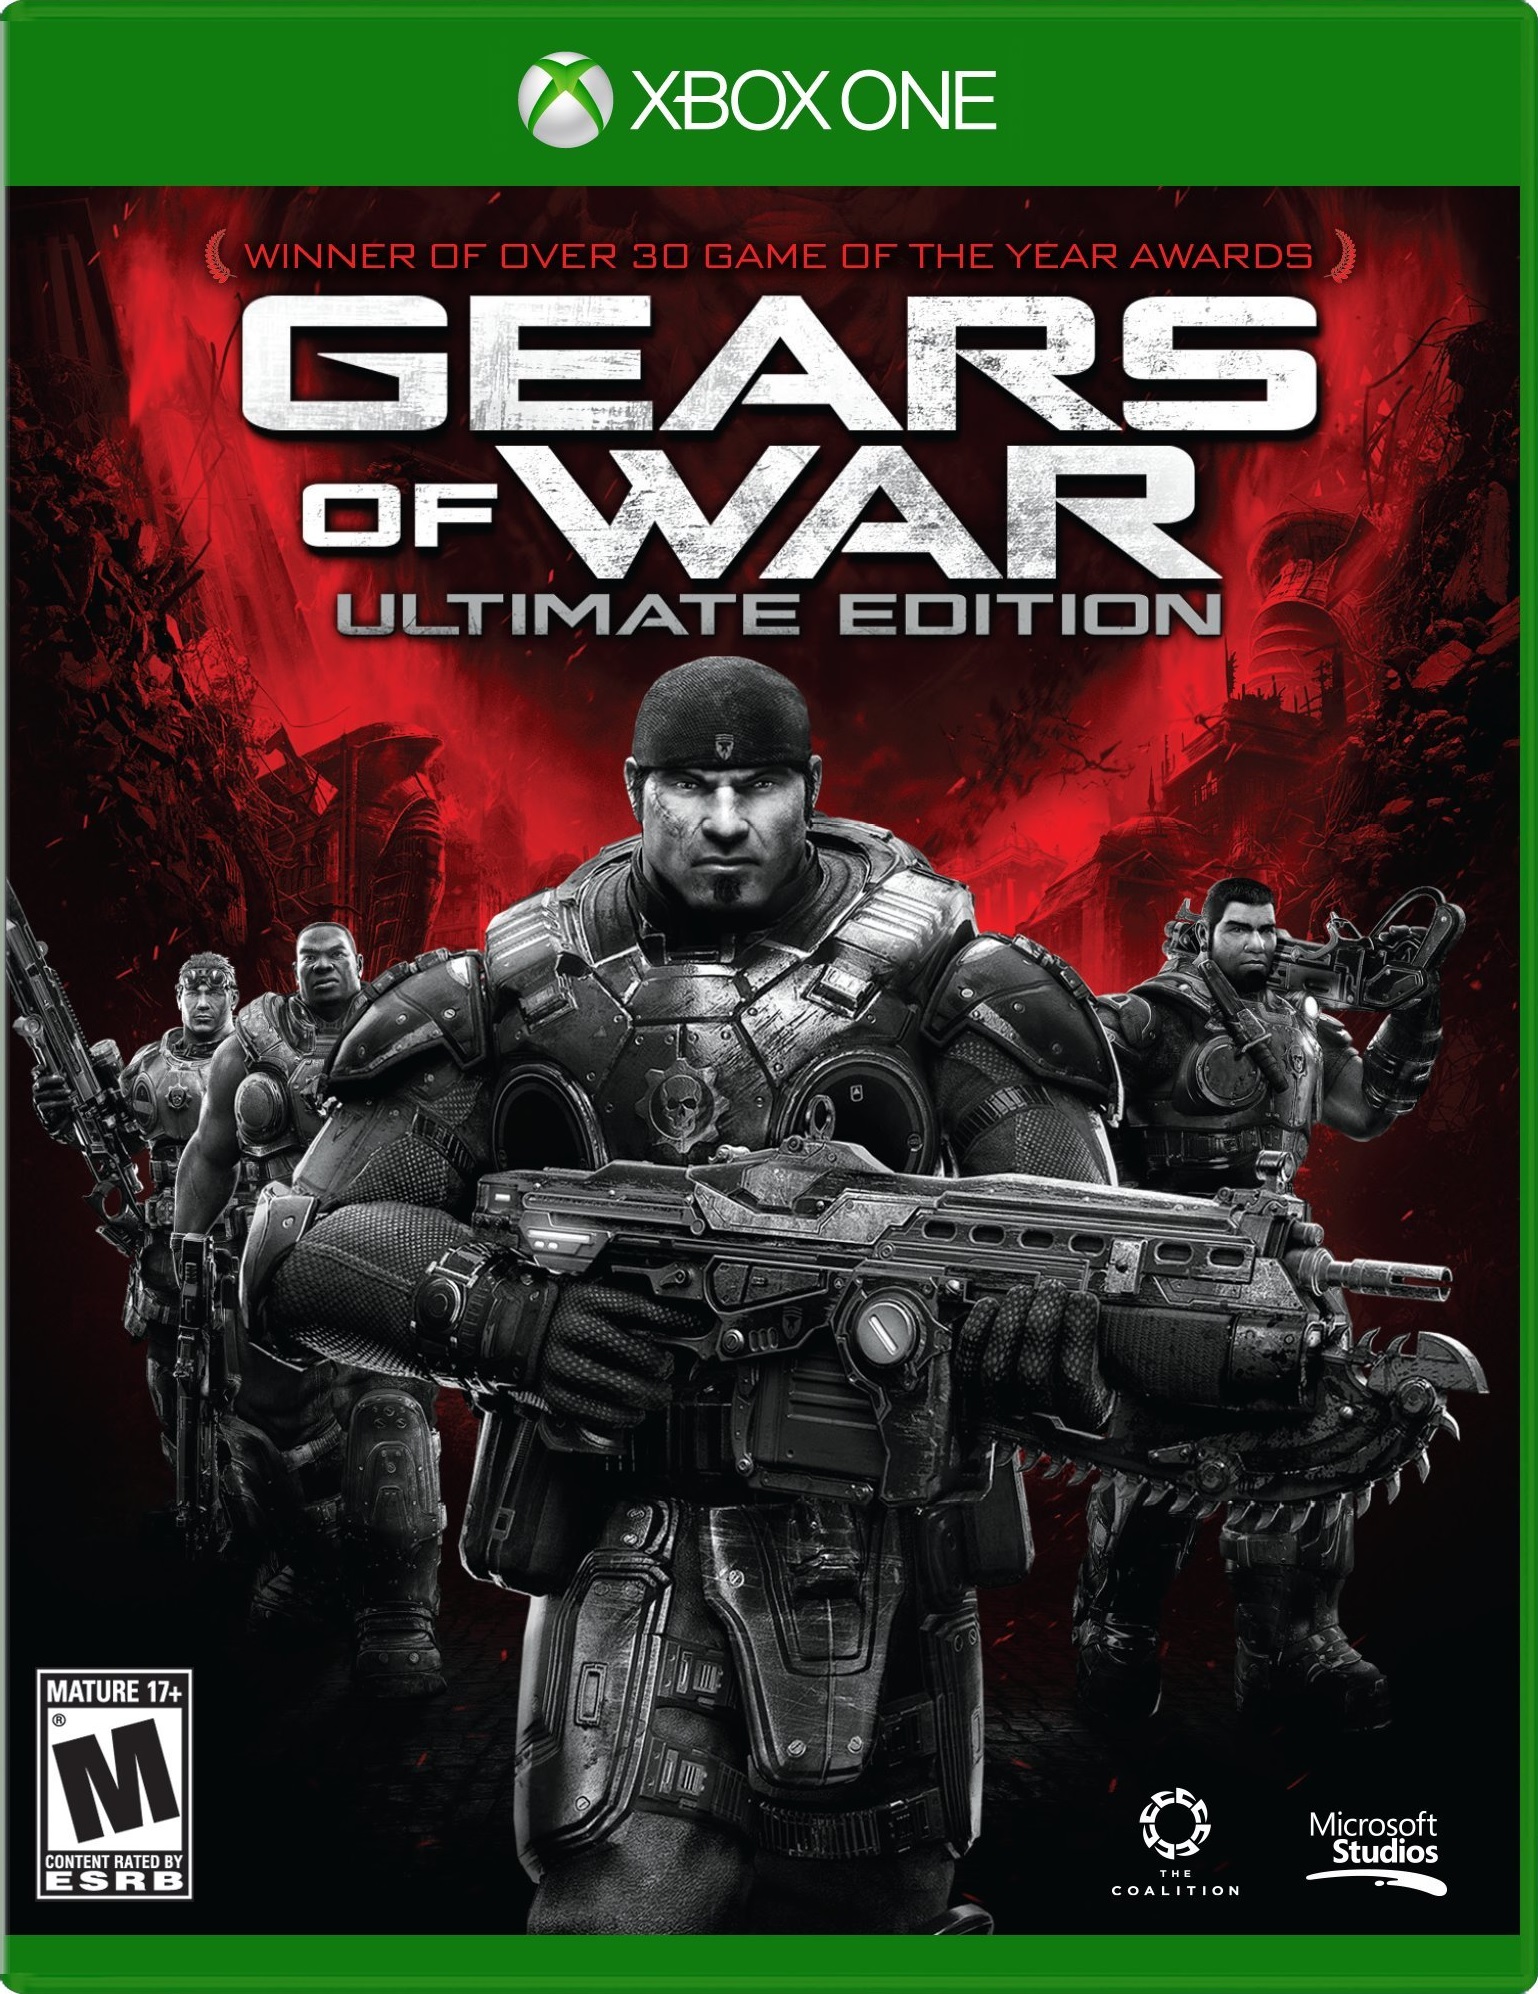 XBOX ONE
WINNER OF OVER 30 GAME OF THE YEAR AWARDS
GEARS
OF WAR
ULTIMATE EDITION
MATURE 17+
®
M
CONTENT RATED BY
ESRB
THE
COALITION
Microsoft
Studios